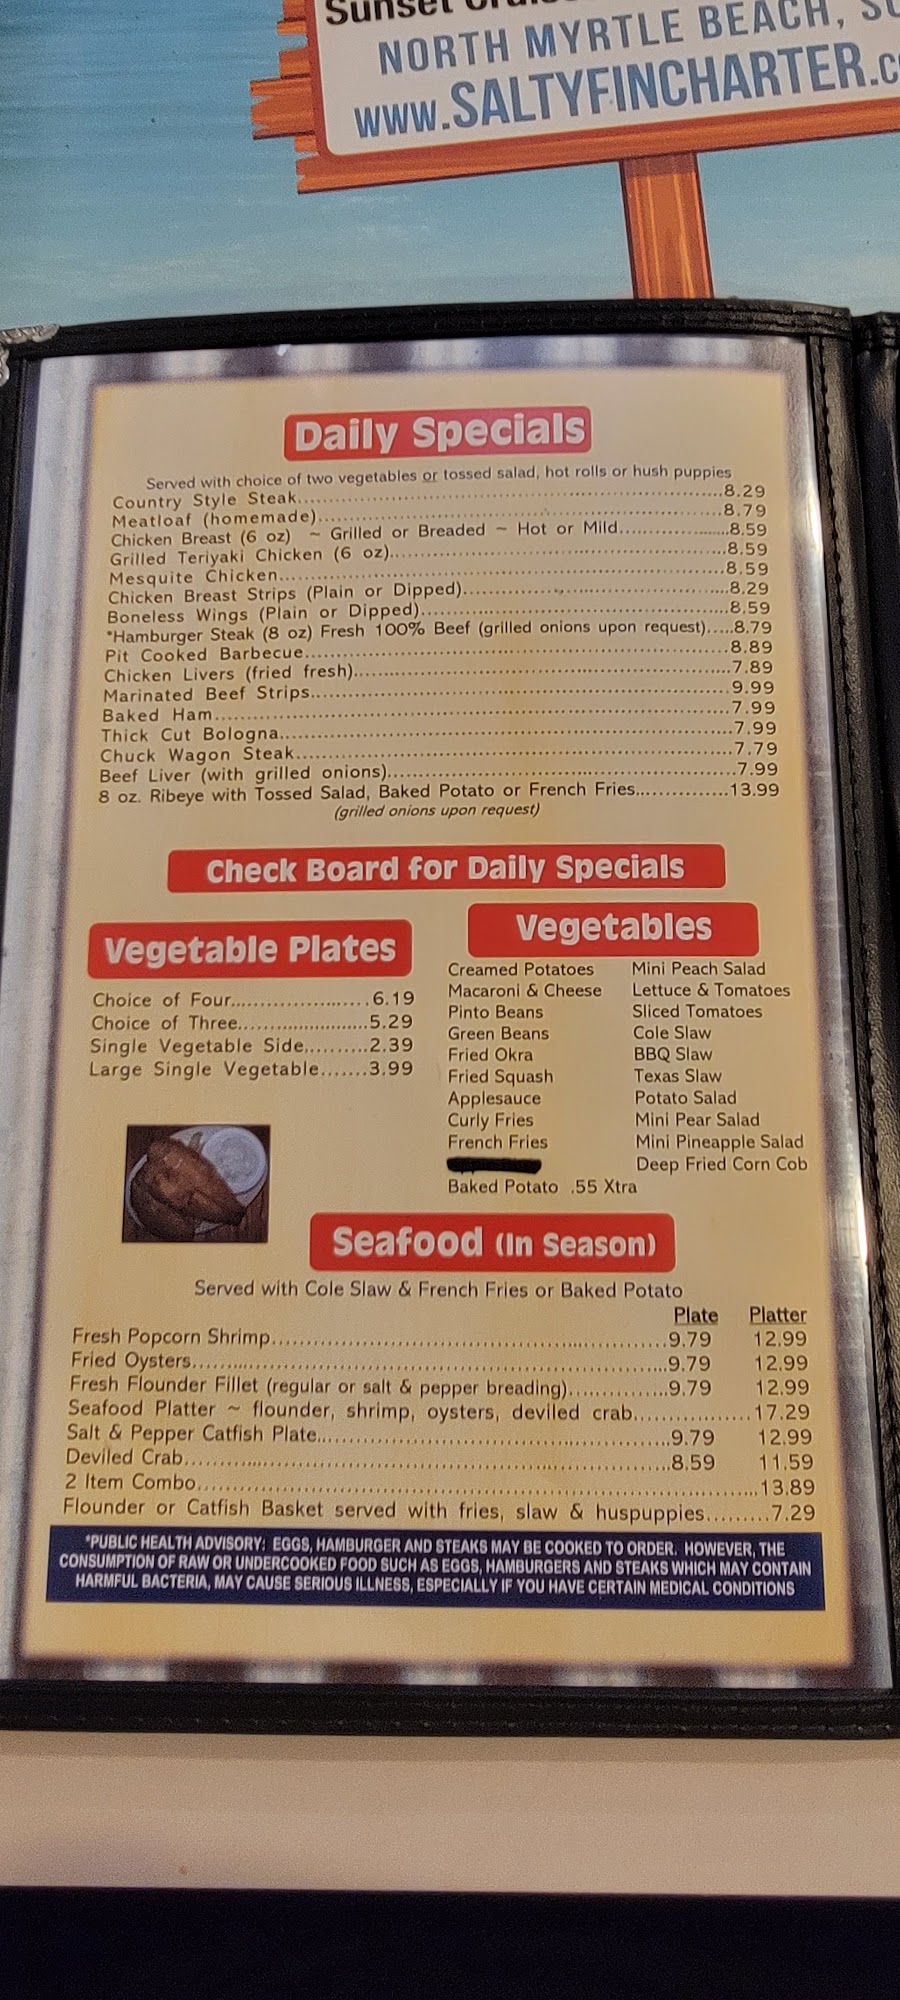 Sunset
NORTH MYRTLE BEACH,
www.SALTYFINCHARTER.c
Daily Specials
Served with choice of two vegetables or tossed salad, hot rolls or hush puppies
Country Style Steak........8.29
Meatloaf (homemade)........8.79
Chicken Breast (6 oz) ~ Grilled or Breaded ~ Hot or Mild........8.59
Grilled Teriyaki Chicken (6 oz)........8.59
Mesquite Chicken........8.59
Chicken Breast Strips (Plain or Dipped)........8.29
Boneless Wings (Plain or Dipped)........8.59
*Hamburger Steak (8 oz) Fresh 100% Beef (grilled onions upon request).....8.79
Pit Cooked Barbecue........8.89
Chicken Livers (fried fresh)........7.89
Marinated Beef Strips........9.99
Baked Ham........7.99
Thick Cut Bologna........7.99
Chuck Wagon Steak........7.79
Beef Liver (with grilled onions)........7.99
8 oz. Ribeye with Tossed Salad, Baked Potato or French Fries........13.99
(grilled onions upon request)
Check Board for Daily Specials
Vegetable Plates
Choice of Four........6.19
Choice of Three........5.29
Single Vegetable Side........2.39
Large Single Vegetable.......3.99
Vegetables
Creamed Potatoes
Macaroni & Cheese
Pinto Beans
Green Beans
Fried Okra
Fried Squash
Applesauce
Curly Fries
French Fries
Baked Potato .55 Xtra
Mini Peach Salad
Lettuce & Tomatoes
Sliced Tomatoes
Cole Slaw
BBQ Slaw
Texas Slaw
Potato Salad
Mini Pear Salad
Mini Pineapple Salad
Deep Fried Corn Cob
Seafood (In Season)
Served with Cole Slaw & French Fries or Baked Potato
Plate Platter
Fresh Popcorn Shrimp........9.79 12.99
Fried Oysters........9.79 12.99
Fresh Flounder Fillet (regular or salt & pepper breading)........9.79 12.99
Seafood Platter ~ flounder, shrimp, oysters, deviled crab........17.29
Salt & Pepper Catfish Plate........9.79 12.99
Deviled Crab........8.59 11.59
2 Item Combo........13.89
Flounder or Catfish Basket served with fries, slaw & huspuppies........7.29
*PUBLIC HEALTH ADVISORY: EGGS, HAMBURGER AND STEAKS MAY BE COOKED TO ORDER. HOWEVER, THE
CONSUMPTION OF RAW OR UNDERCOOKED FOOD SUCH AS EGGS, HAMBURGERS AND STEAKS WHICH MAY CONTAIN
HARMFUL BACTERIA, MAY CAUSE SERIOUS ILLNESS, ESPECIALLY IF YOU HAVE CERTAIN MEDICAL CONDITIONS